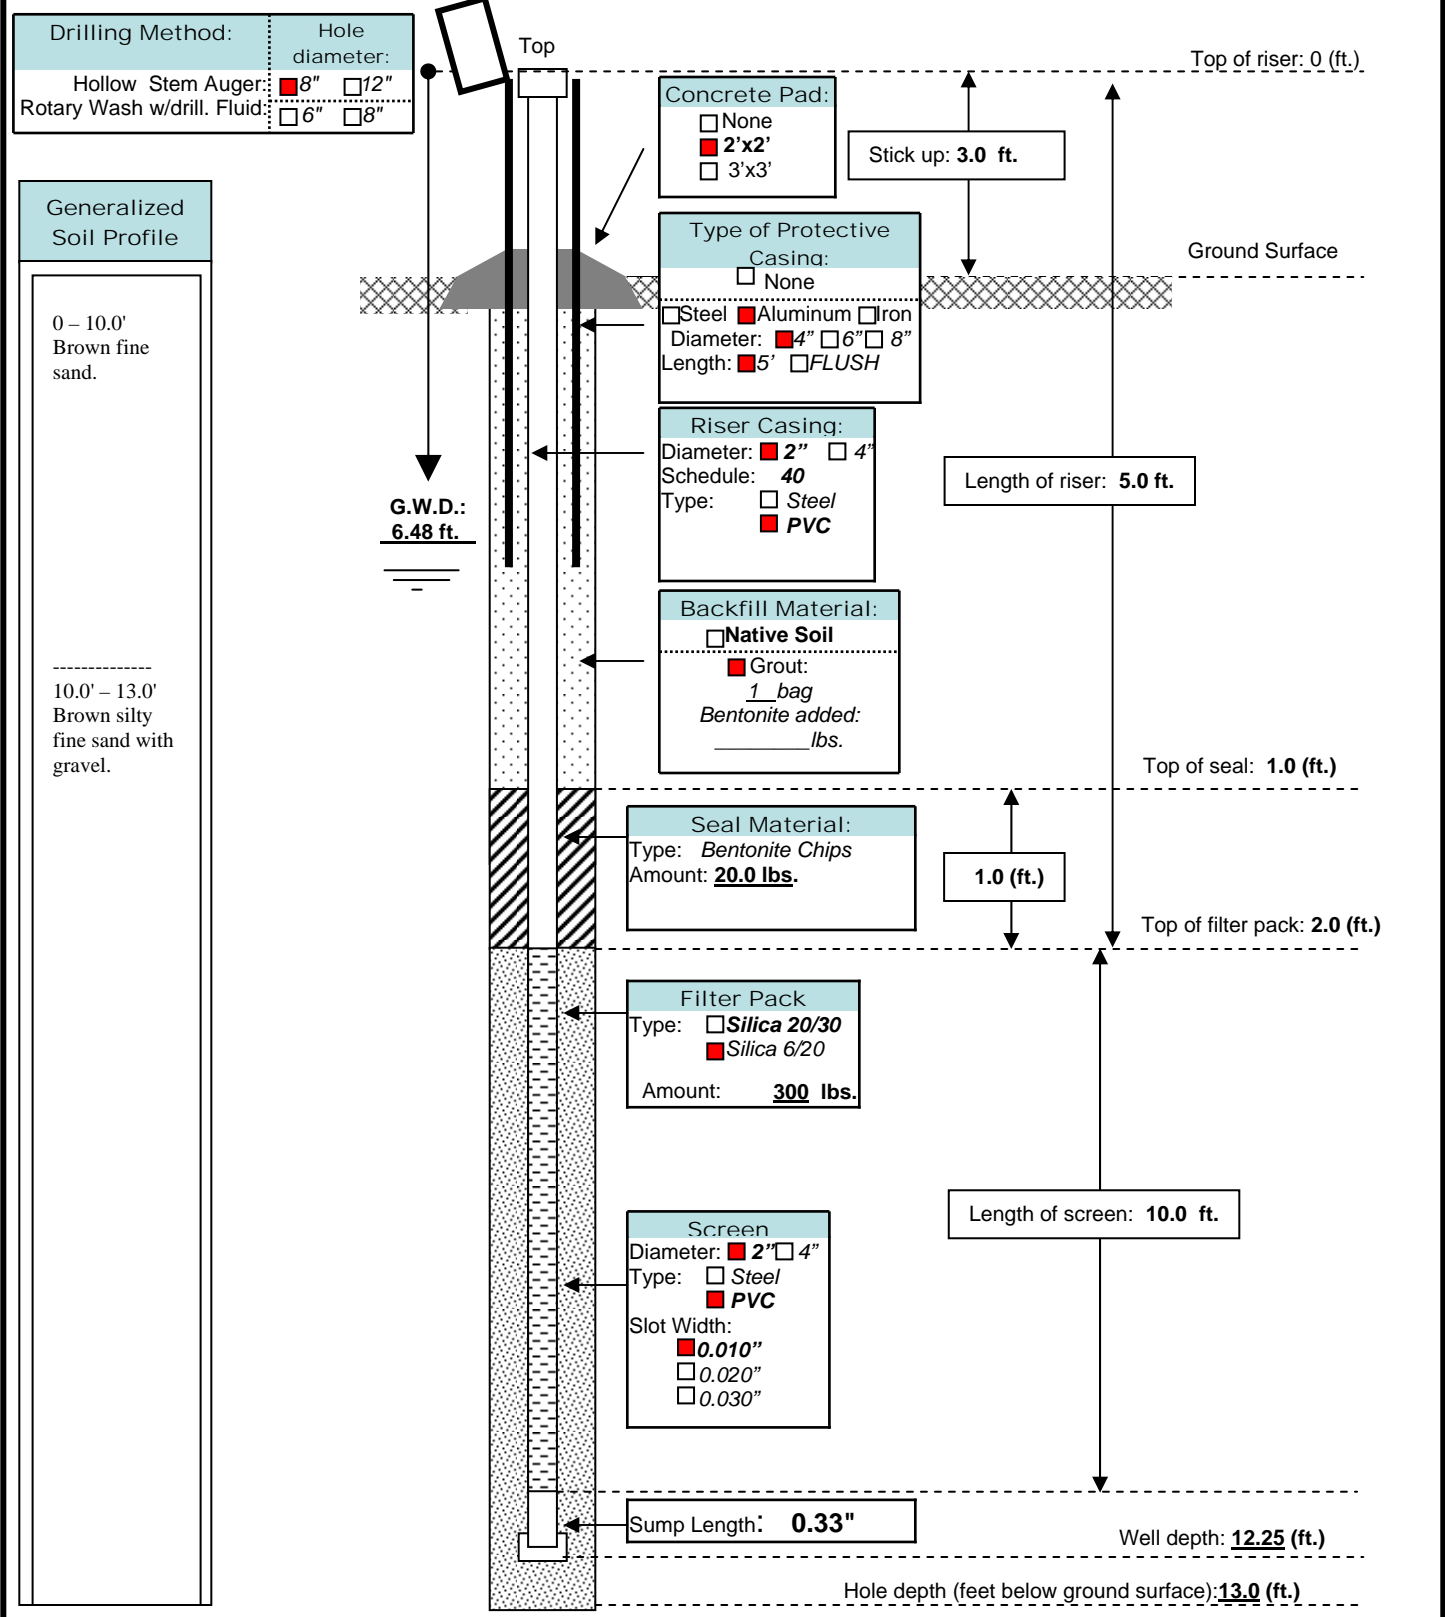 Drilling Method:
Hole
diameter:
Hollow Stem Auger:
8" 12"
Rotary Wash w/drill. Fluid:
6" 8"
Top
Top of riser: 0 (ft.)
Concrete Pad:
None
2’x2’
3’x3’
Stick up: 3.0 ft.
Generalized
Soil Profile
0 – 10.0'
Brown fine
sand.
--------------
10.0' – 13.0'
Brown silty
fine sand with
gravel.
Type of Protective
Casing:
None
Steel Aluminum Iron
Diameter: 4” 6” 8”
Length: 5’ FLUSH
Ground Surface
Riser Casing:
Diameter: 2” 4”
Schedule: 40
Type: Steel
PVC
Length of riser: 5.0 ft.
G.W.D.:
6.48 ft.
Backfill Material:
Native Soil
Grout:
1 bag
Bentonite added:
________lbs.
Top of seal: 1.0 (ft.)
Seal Material:
Type: Bentonite Chips
Amount: 20.0 lbs.
1.0 (ft.)
Top of filter pack: 2.0 (ft.)
Filter Pack
Type: Silica 20/30
Silica 6/20
Amount: 300 lbs.
Length of screen: 10.0 ft.
Screen
Diameter: 2” 4”
Type: Steel
PVC
Slot Width:
0.010”
0.020”
0.030”
Sump Length: 0.33"
Well depth: 12.25 (ft.)
Hole depth (feet below ground surface):13.0 (ft.)